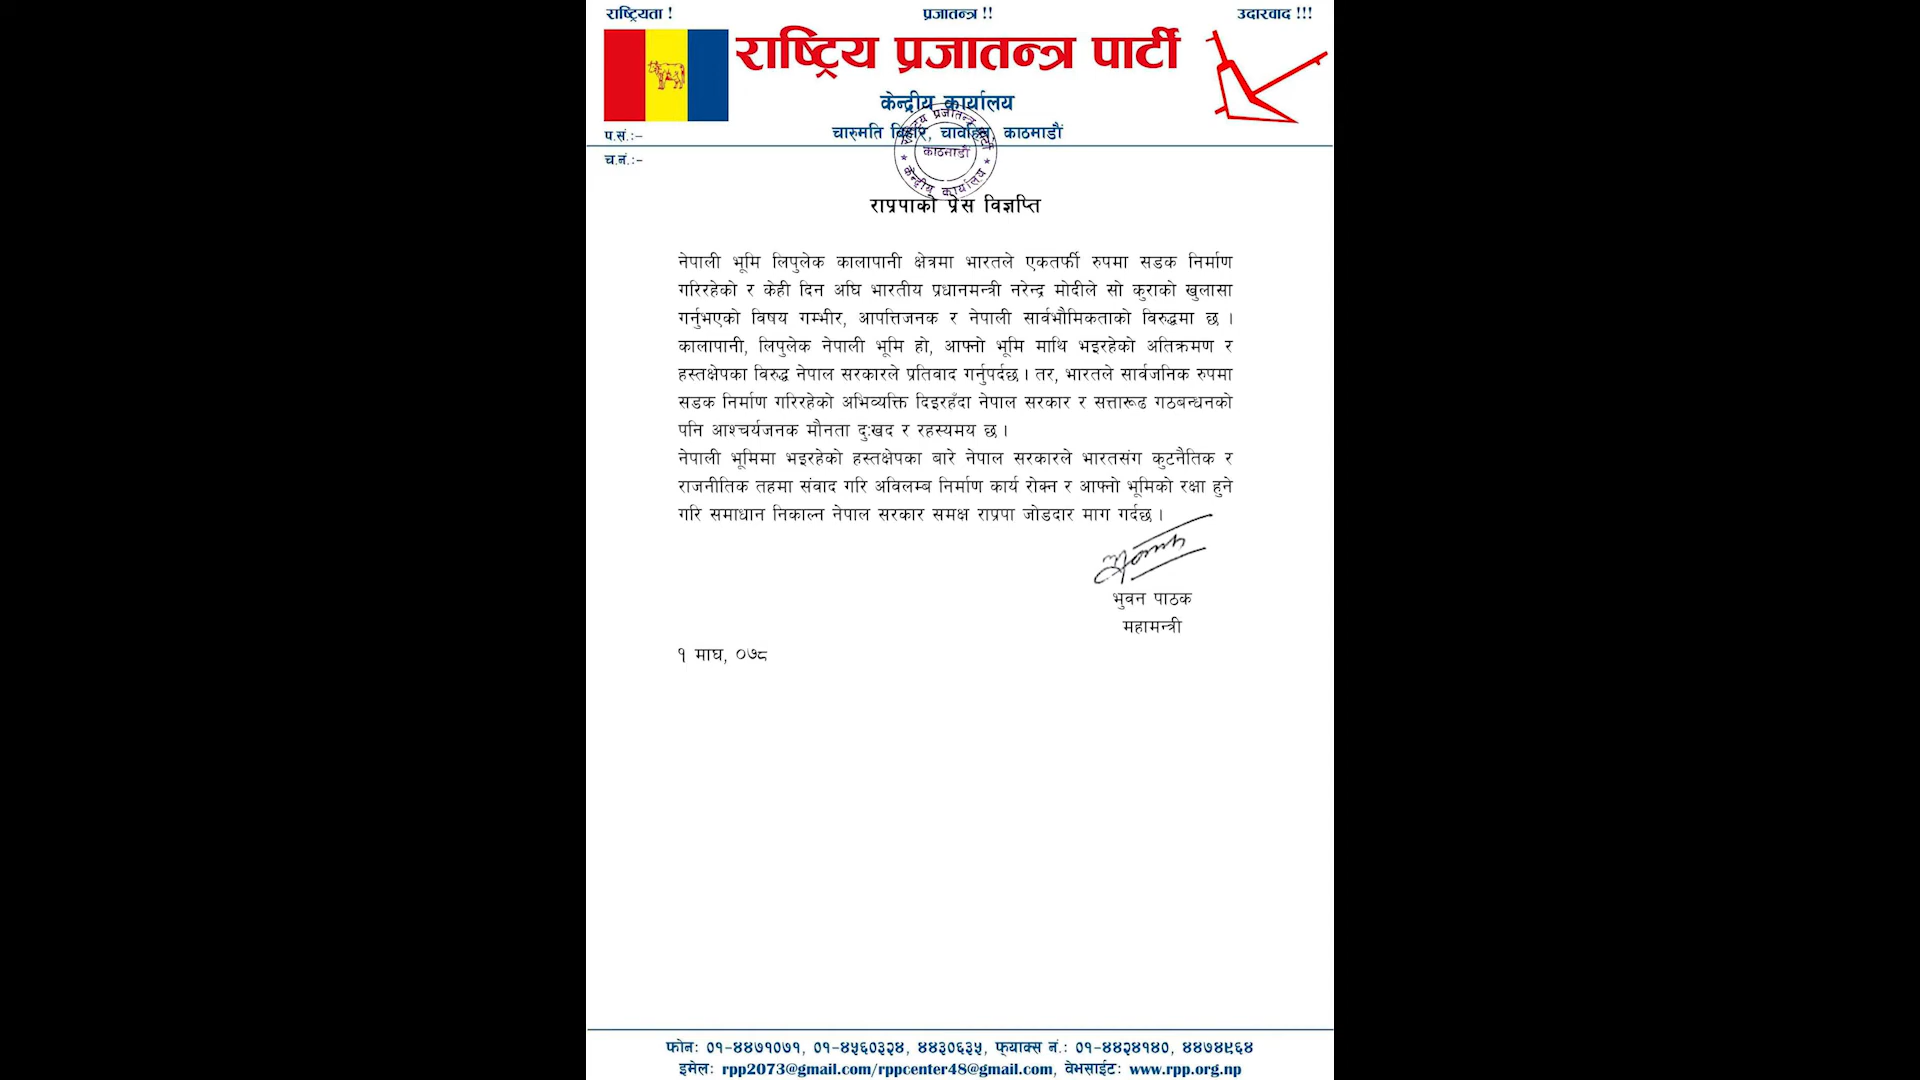 राष्ट्रियता !
प्रजातन्त्र !!
उदारवाद !!!
राष्ट्रिय प्रजातन्त्र पार्टी
केन्द्रीय कार्यालय
चारुमति बिहार, चावहिल, काठमाडौं
राष्ट्रिय प्रजातन्त्र पार्टी
काठमाडौं
केन्द्रीय कार्यालय
प.सं.:–
च.नं.:–
राप्रपाको प्रेस विज्ञप्ति
नेपाली भूमि लिपुलेक कालापानी क्षेत्रमा भारतले एकतर्फी रुपमा सडक निर्माण
गरिरहेको र केही दिन अघि भारतीय प्रधानमन्त्री नरेन्द्र मोदीले सो कुराको खुलासा
गर्नुभएको विषय गम्भीर, आपत्तिजनक र नेपाली सार्वभौमिकताको विरुद्धमा छ ।
कालापानी, लिपुलेक नेपाली भूमि हो, आफ्नो भूमि माथि भइरहेको अतिक्रमण र
हस्तक्षेपका विरुद्ध नेपाल सरकारले प्रतिवाद गर्नुपर्दछ । तर, भारतले सार्वजनिक रुपमा
सडक निर्माण गरिरहेको अभिव्यक्ति दिइरहँदा नेपाल सरकार र सत्तारूढ गठबन्धनको
पनि आश्चर्यजनक मौनता दुःखद र रहस्यमय छ ।
नेपाली भूमिमा भइरहेको हस्तक्षेपका बारे नेपाल सरकारले भारतसंग कुटनैतिक र
राजनीतिक तहमा संवाद गरि अविलम्ब निर्माण कार्य रोक्न र आफ्नो भूमिको रक्षा हुने
गरि समाधान निकाल्न नेपाल सरकार समक्ष राप्रपा जोडदार माग गर्दछ ।
भुवन पाठक
महामन्त्री
१ माघ, ०७८
फोनः ०१–४४७१०७१, ०१–४५६०३२४, ४४३०६३५, फ्याक्स नं.: ०१–४४२४१४०, ४४७४९६४
इमेलः rpp2073@gmail.com/rppcenter48@gmail.com, वेभसाईटः www.rpp.org.np